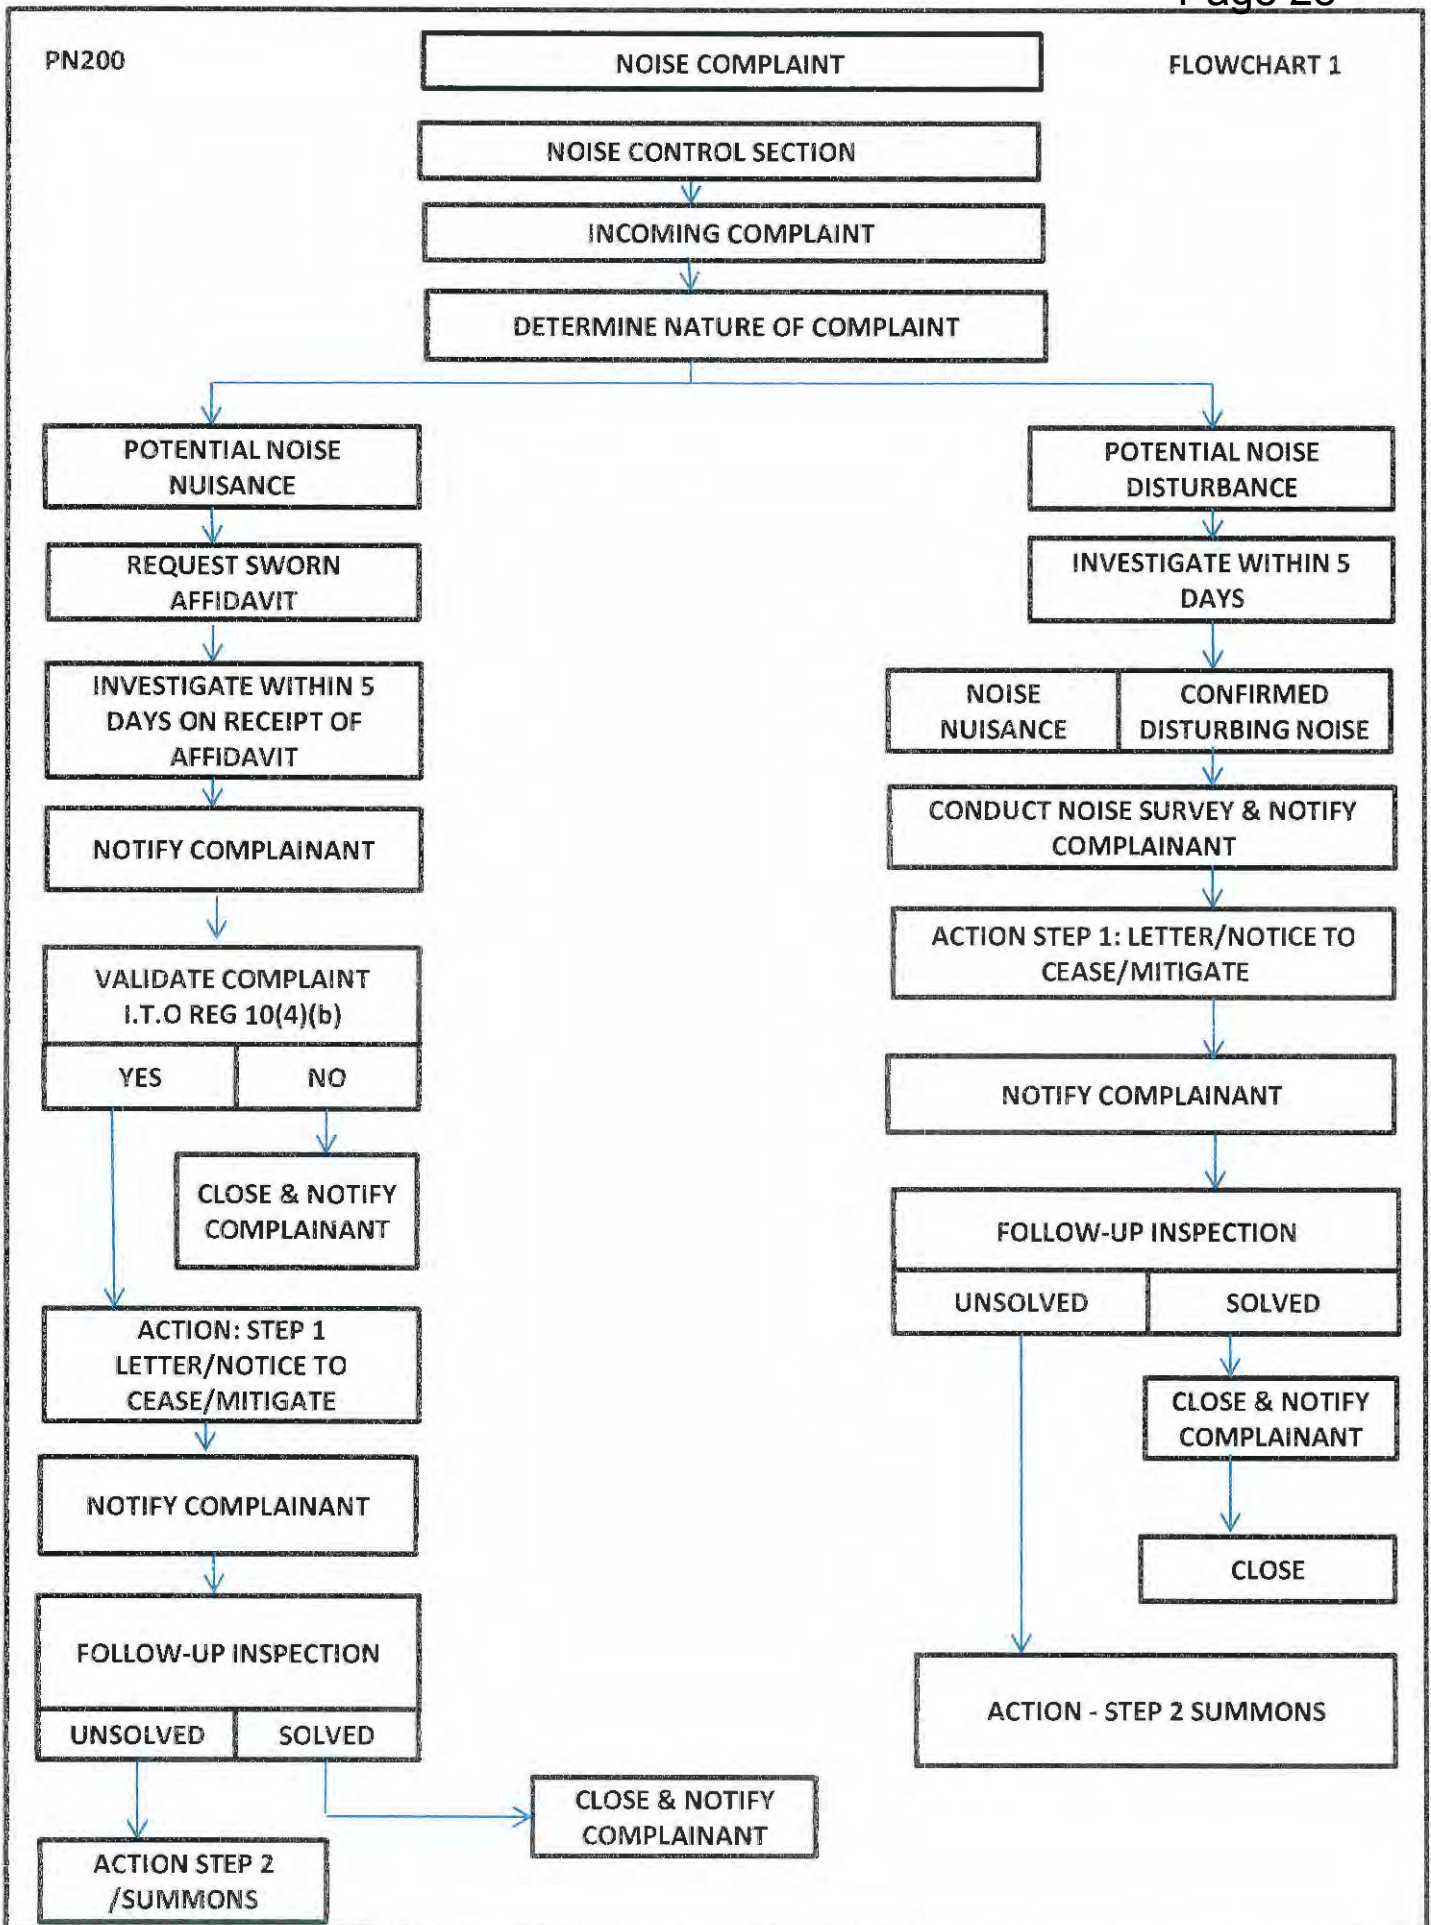 PN200
NOISE COMPLAINT
FLOWCHART 1
NOISE CONTROL SECTION
INCOMING COMPLAINT
DETERMINE NATURE OF COMPLAINT
POTENTIAL NOISE
NUISANCE
REQUEST SWORN
AFFIDAVIT
INVESTIGATE WITHIN 5
DAYS ON RECEIPT OF
AFFIDAVIT
NOTIFY COMPLAINANT
VALIDATE COMPLAINT
I.T.O REG 10(4)(b)
YES
NO
CLOSE & NOTIFY
COMPLAINANT
ACTION: STEP 1
LETTER/NOTICE TO
CEASE/MITIGATE
NOTIFY COMPLAINANT
FOLLOW-UP INSPECTION
UNSOLVED
SOLVED
CLOSE & NOTIFY
COMPLAINANT
ACTION STEP 2
/SUMMONS
POTENTIAL NOISE
DISTURBANCE
INVESTIGATE WITHIN 5
DAYS
NOISE
NUISANCE
CONFIRMED
DISTURBING NOISE
CONDUCT NOISE SURVEY & NOTIFY
COMPLAINANT
ACTION STEP 1: LETTER/NOTICE TO
CEASE/MITIGATE
NOTIFY COMPLAINANT
FOLLOW-UP INSPECTION
UNSOLVED
SOLVED
CLOSE & NOTIFY
COMPLAINANT
CLOSE
ACTION - STEP 2 SUMMONS